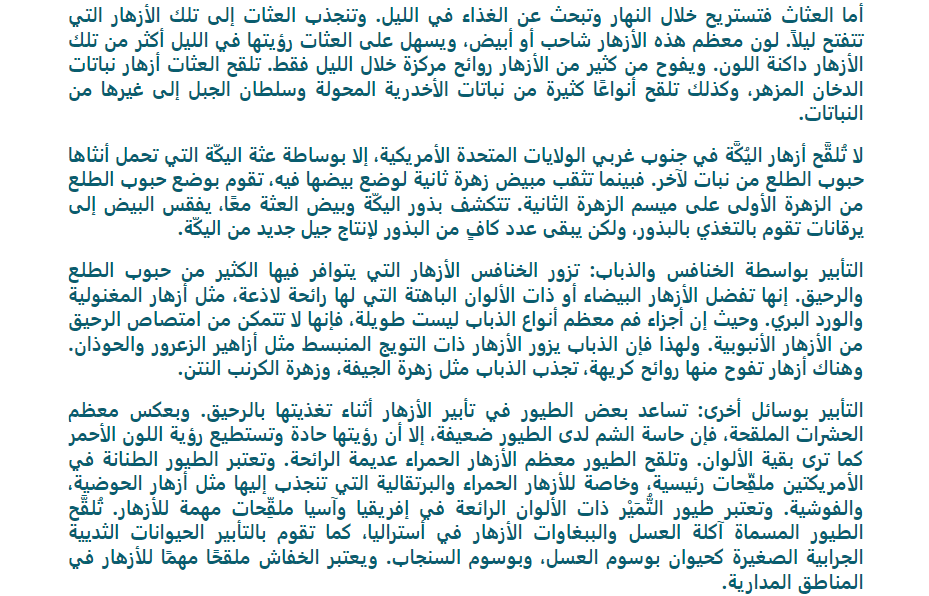 أما العثاث فتستريح خلال النهار وتبحث عن الغذاء في الليل. وتنجذب العثات إلى تلك الأزهار التي
تتفتح ليلاً. لون معظم هذه الأزهار شاحب أو أبيض، ويسهل على العثات رؤيتها في الليل أكثر من تلك
الأزهار داكنة اللون. ويفوح من كثير من الأزهار روائح مركزة خلال الليل فقط. تلقح العثات أزهار نباتات
الدخان المزهر، وكذلك تلقح أنواعًا كثيرة من نباتات الأخدرية المحولة وسلطان الجبل إلى غيرها من
النباتات.
لا تُلقَّح أزهار اليُكَّة في جنوب غربي الولايات المتحدة الأمريكية، إلا بوساطة عثة اليكّة التي تحمل أنثاها
حبوب الطلع من نبات لآخر. فبينما تثقب مبيض زهرة ثانية لوضع بيضها فيه، تقوم بوضع حبوب الطلع
من الزهرة الأولى على ميسم الزهرة الثانية. تتكشف بذور اليكّة وبيض العثة معًا، يفقس البيض إلى
يرقانات تقوم بالتغذي بالبذور، ولكن يبقى عدد كافٍ من البذور لإنتاج جيل جديد من اليكّة.
التأبير بواسطة الخنافس والذباب: تزور الخنافس الأزهار التي يتوافر فيها الكثير من حبوب الطلع
والرحيق. إنها تفضل الأزهار البيضاء أو ذات الألوان الباهتة التي لها رائحة لاذعة، مثل أزهار المغنولية
والورد البري. وحيث إن أجزاء فم معظم أنواع الذباب ليست طويلة، فإنها لا تتمكن من امتصاص الرحيق
من الأزهار الأنبوبية. ولهذا فإن الذباب يزور الأزهار ذات التويج المنبسط مثل أزاهير الزعرور والحوذان.
وهناك أزهار تفوح منها روائح كريهة، تجذب الذباب مثل زهرة الجيفة، وزهرة الكرنب النتن.
التأبير بوسائل أخرى: تساعد بعض الطيور في تأبير الأزهار أثناء تغذيتها بالرحيق. وبعكس معظم
الحشرات الملقحة، فإن حاسة الشم لدى الطيور ضعيفة، إلا أن رؤيتها حادة وتستطيع رؤية اللون الأحمر
كما ترى بقية الألوان. وتلقح الطيور معظم الأزهار الحمراء عديمة الرائحة. وتعتبر الطيور الطنانة في
الأمريكتين ملقّحات رئيسية، وخاصة للأزهار الحمراء والبرتقالية التي تنجذب إليها مثل أزهار الحوضية،
والفوشية. وتعتبر طيور التُّمَيْر ذات الألوان الرائعة في إفريقيا وآسيا ملقّحات مهمة للأزهار. تُلقَّح
الطيور المسماة آكلة العسل والببغاوات الأزهار في أستراليا، كما تقوم بالتأبير الحيوانات الثديية
الجرابية الصغيرة كحيوان بوسوم العسل، وبوسوم السنجاب. ويعتبر الخفاش ملقحًا مهمًا للأزهار في
المناطق المدارية.